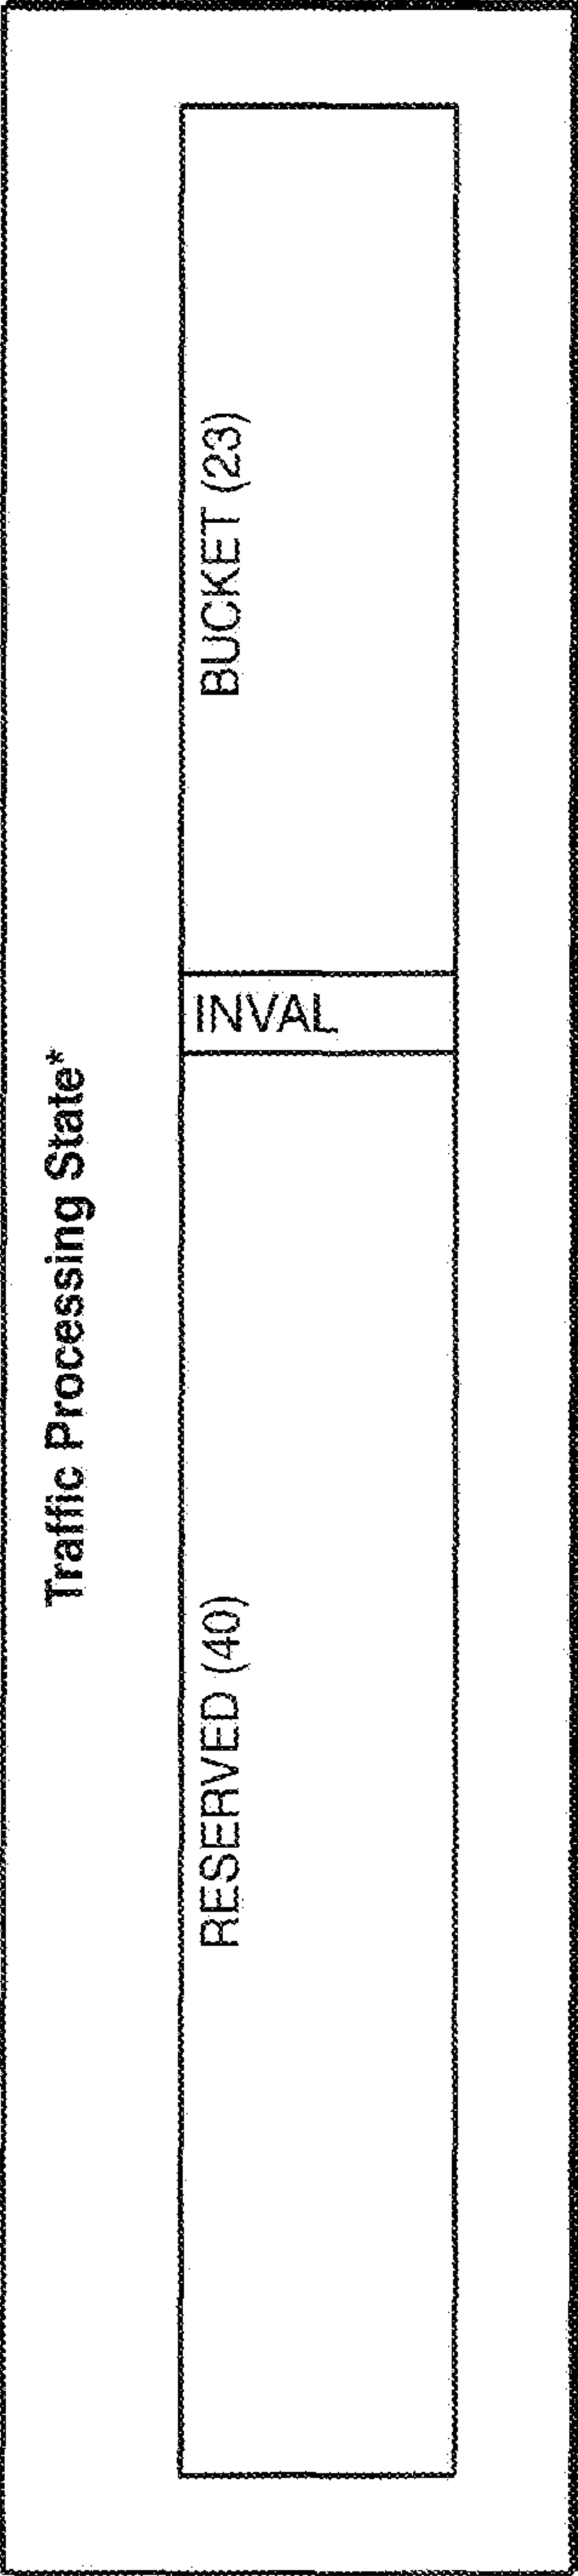 Traffic Processing State*
RESERVED (40)
INVAL
BUCKET (23)